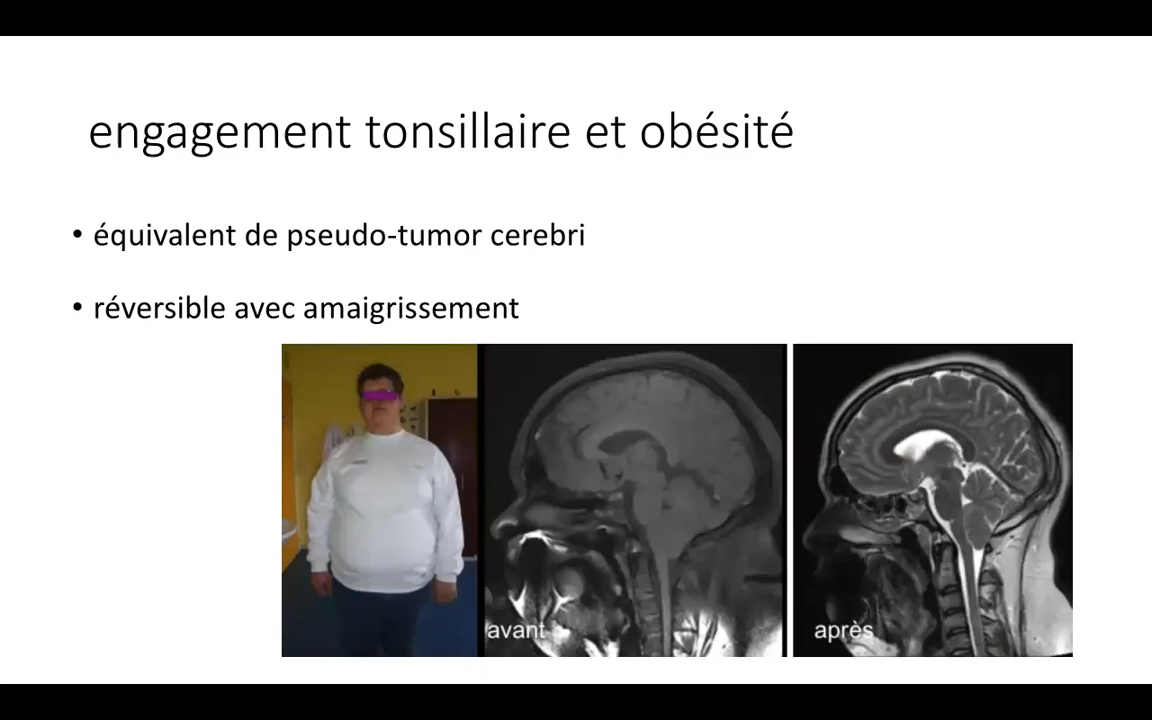 engagement tonsillaire et obésité
• équivalent de pseudo-tumor cerebri
• réversible avec amaigrissement
avant
après